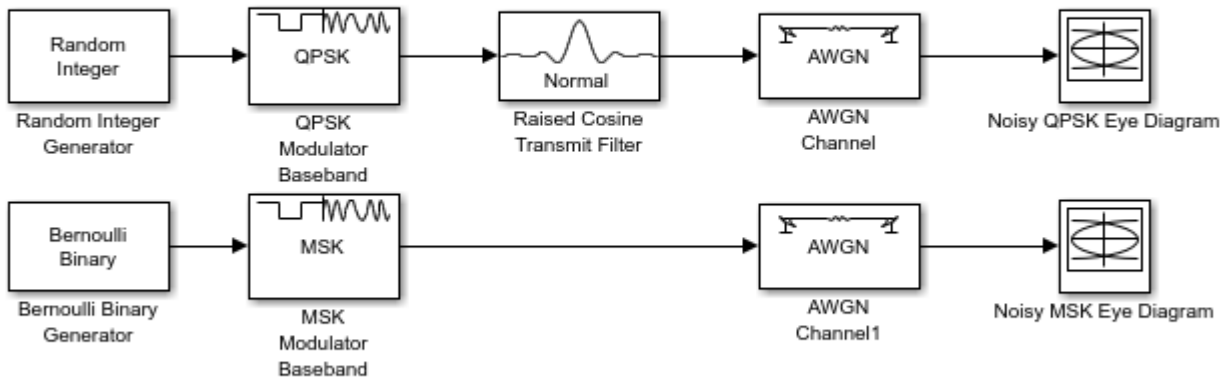 Random
Integer
QPSK
Normal
AWGN
Random Integer
Generator
QPSK
Modulator
Baseband
Raised Cosine
Transmit Filter
AWGN
Channel
Noisy QPSK Eye Diagram
Bernoulli
Binary
MSK
AWGN
Bernoulli Binary
Generator
MSK
Modulator
Baseband
AWGN
Channel1
Noisy MSK Eye Diagram